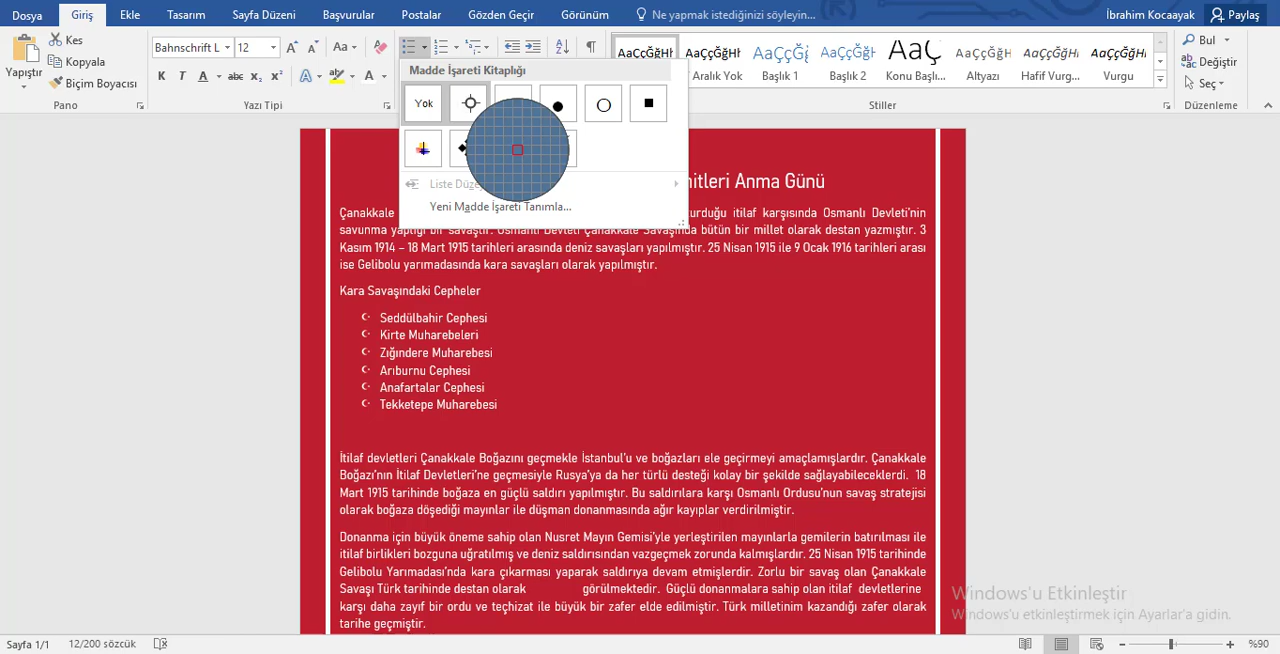 Dosya Giriş Ekle Tasarım Sayfa Düzeni Başvurular Postalar Gözden Geçir Görünüm Ne yapmak istediğinizi söyleyin... İbrahim Kocaayak Paylaş
Yapıştır
Kes
Kopyala
Biçim Boyacısı
Pano
Bahnschrift L 12 Aa
K T A abc x₂ x² A ab A
Yazı Tipi
Madde İşareti Kitaplığı
Yok
Liste Düze
Yeni Madde İşareti Tanımla...
AaÇçĞğH AaÇçĞğH AaÇçĞğ AaÇçĞğI AaÇ AaÇçĞğH AaÇçĞğH AaÇçĞğH
Aralık Yok Başlık 1 Başlık 2 Konu Başlı... Altyazı Hafif Vurg... Vurgu
Stiller
Bul
Değiştir
Seç
Düzenleme
itleri Anma Günü
Çanakkale urduğu itilaf karşısında Osmanlı Devleti'nin
savunma yaptığı bir savaştır. Osmanlı Devleti Çanakkale Savaşında bütün bir millet olarak destan yazmıştır. 3
Kasım 1914 – 18 Mart 1915 tarihleri arasında deniz savaşları yapılmıştır. 25 Nisan 1915 ile 9 Ocak 1916 tarihleri arası
ise Gelibolu yarımadasında kara savaşları olarak yapılmıştır.
Kara Savaşındaki Cepheler
Seddülbahir Cephesi
Kirte Muharebeleri
Zığındere Muharebesi
Arıburnu Cephesi
Anafartalar Cephesi
Tekketepe Muharebesi
İtilaf devletleri Çanakkale Boğazını geçmekle İstanbul'u ve boğazları ele geçirmeyi amaçlamışlardır. Çanakkale
Boğazı'nın İtilaf Devletleri'ne geçmesiyle Rusya'ya da her türlü desteği kolay bir şekilde sağlayabileceklerdi. 18
Mart 1915 tarihinde boğaza en güçlü saldırı yapılmıştır. Bu saldırılara karşı Osmanlı Ordusu'nun savaş stratejisi
olarak boğaza döşediği mayınlar ile düşman donanmasında ağır kayıplar verdirilmiştir.
Donanma için büyük öneme sahip olan Nusret Mayın Gemisi'yle yerleştirilen mayınlarla gemilerin batırılması ile
itilaf birlikleri bozguna uğratılmış ve deniz saldırısından vazgeçmek zorunda kalmışlardır. 25 Nisan 1915 tarihinde
Gelibolu Yarımadası'nda kara çıkarması yaparak saldırıya devam etmişlerdir. Zorlu bir savaş olan Çanakkale
Savaşı Türk tarihinde destan olarak görülmektedir. Güçlü donanmalara sahip olan itilaf devletlerine
karşı daha zayıf bir ordu ve teçhizat ile büyük bir zafer elde edilmiştir. Türk milletinim kazandığı zafer olarak
tarihe geçmiştir.
Windows'u Etkinleştir
Windows'u etkinleştirmek için Ayarlar'a gidin.
Sayfa 1/1 12/200 sözcük %90